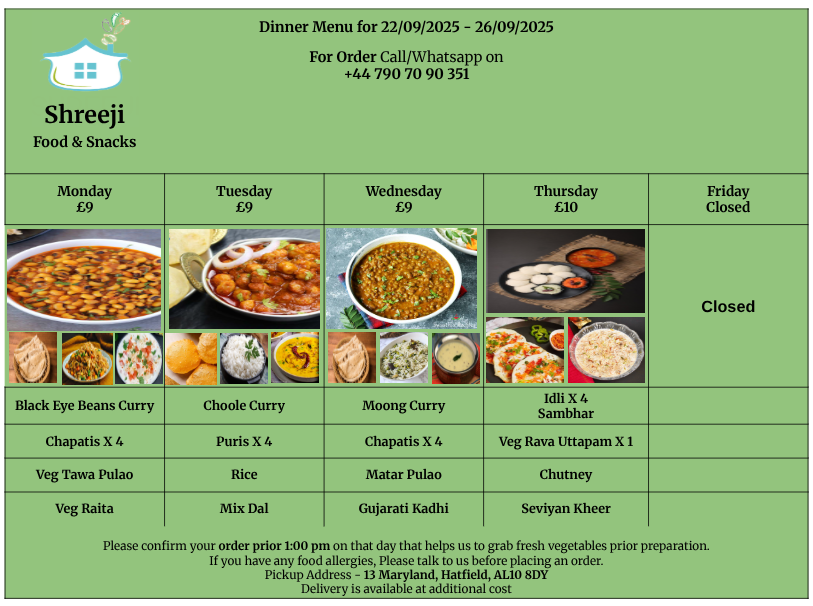 Dinner Menu for 22/09/2025 - 26/09/2025
For Order Call/Whatsapp on
+44 790 70 90 351
Shreeji
Food & Snacks
Monday
£9
Tuesday
£9
Wednesday
£9
Thursday
£10
Friday
Closed
Closed
Black Eye Beans Curry
Choole Curry
Moong Curry
Idli X 4
Sambhar
Chapatis X 4
Puris X 4
Chapatis X 4
Veg Rava Uttapam X 1
Veg Tawa Pulao
Rice
Matar Pulao
Chutney
Veg Raita
Mix Dal
Gujarati Kadhi
Seviyan Kheer
Please confirm your order prior 1:00 pm on that day that helps us to grab fresh vegetables prior preparation.
If you have any food allergies, Please talk to us before placing an order.
Pickup Address - 13 Maryland, Hatfield, AL10 8DY
Delivery is available at additional cost